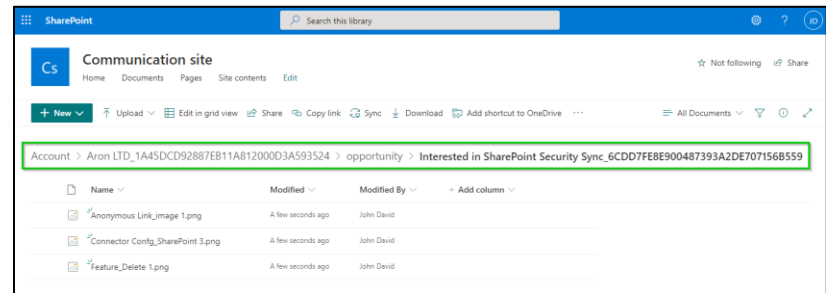 SharePoint
Search this library
?
JD
Cs
Communication site
Home Documents Pages Site contents Edit
Not following Share
+ New Upload Edit in grid view Share Copy link Sync Download Add shortcut to OneDrive ... All Documents
Account > Aron LTD_1A45DCD92887EB11A812000D3A593524 > opportunity > Interested in SharePoint Security Sync_6CDD7FE8E900487393A2DE707156B559
Name Modified Modified By + Add column
Anonymous Link_image 1.png A few seconds ago John David
Connector Confg_SharePoint 3.png A few seconds ago John David
Feature_Delete 1.png A few seconds ago John David